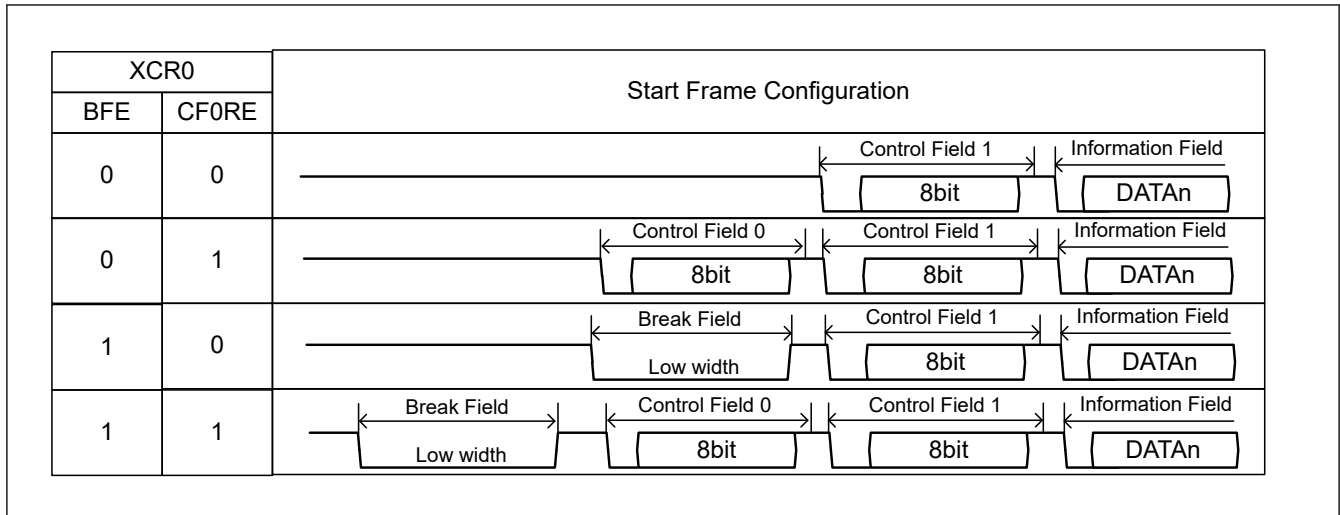 XCR0
Start Frame Configuration
BFE CF0RE
Control Field 1 Information Field
0 0
8bit DATAn
Control Field 0 Control Field 1 Information Field
0 1
8bit 8bit DATAn
Break Field Control Field 1 Information Field
1 0
Low width 8bit DATAn
Break Field Control Field 0 Control Field 1 Information Field
1 1
Low width 8bit 8bit DATAn